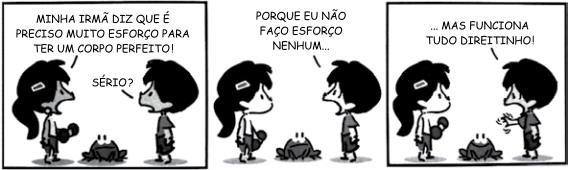 MINHA IRMÃ DIZ QUE É
PRECISO MUITO ESFORÇO PARA
TER UM CORPO PERFEITO!
SÉRIO?
PORQUE EU NÃO
FAÇO ESFORÇO
NENHUM...
... MAS FUNCIONA
TUDO DIREITINHO!